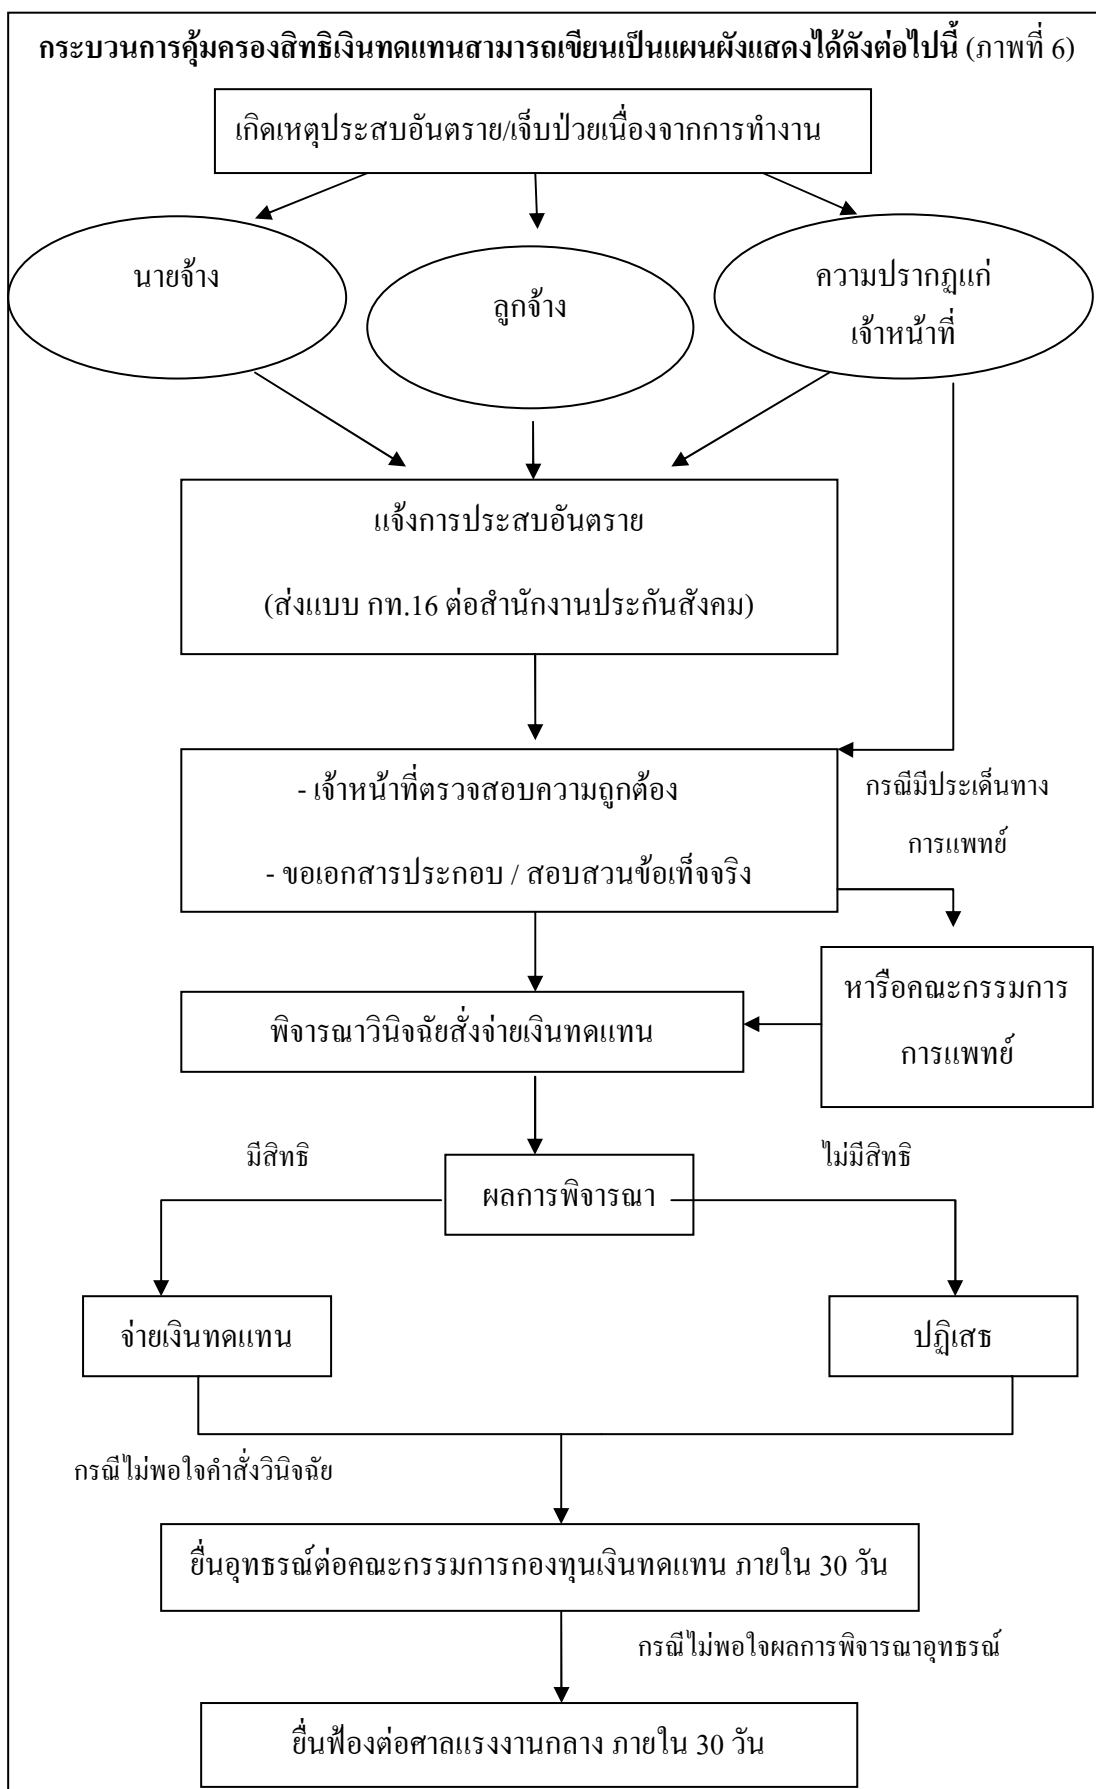 กระบวนการคุ้มครองสิทธิเงินทดแทนสามารถเขียนเป็นแผนผังแสดงได้ดังต่อไปนี้ (ภาพที่ 6)
เกิดเหตุประสบอันตราย/เจ็บป่วยเนื่องจากการทำงาน
นายจ้าง
ลูกจ้าง
ความปรากฏแก่
เจ้าหน้าที่
แจ้งการประสบอันตราย
(ส่งแบบ กท.16 ต่อสำนักงานประกันสังคม)
- เจ้าหน้าที่ตรวจสอบความถูกต้อง
- ขอเอกสารประกอบ / สอบสวนข้อเท็จจริง
กรณีมีประเด็นทาง
การแพทย์
หารือคณะกรรมการ
การแพทย์
พิจารณาวินิจฉัยสั่งจ่ายเงินทดแทน
มีสิทธิ
ไม่มีสิทธิ
ผลการพิจารณา
จ่ายเงินทดแทน
ปฏิเสธ
กรณีไม่พอใจคำสั่งวินิจฉัย
ยื่นอุทธรณ์ต่อคณะกรรมการกองทุนเงินทดแทน ภายใน 30 วัน
กรณีไม่พอใจผลการพิจารณาอุทธรณ์
ยื่นฟ้องต่อศาลแรงงานกลาง ภายใน 30 วัน